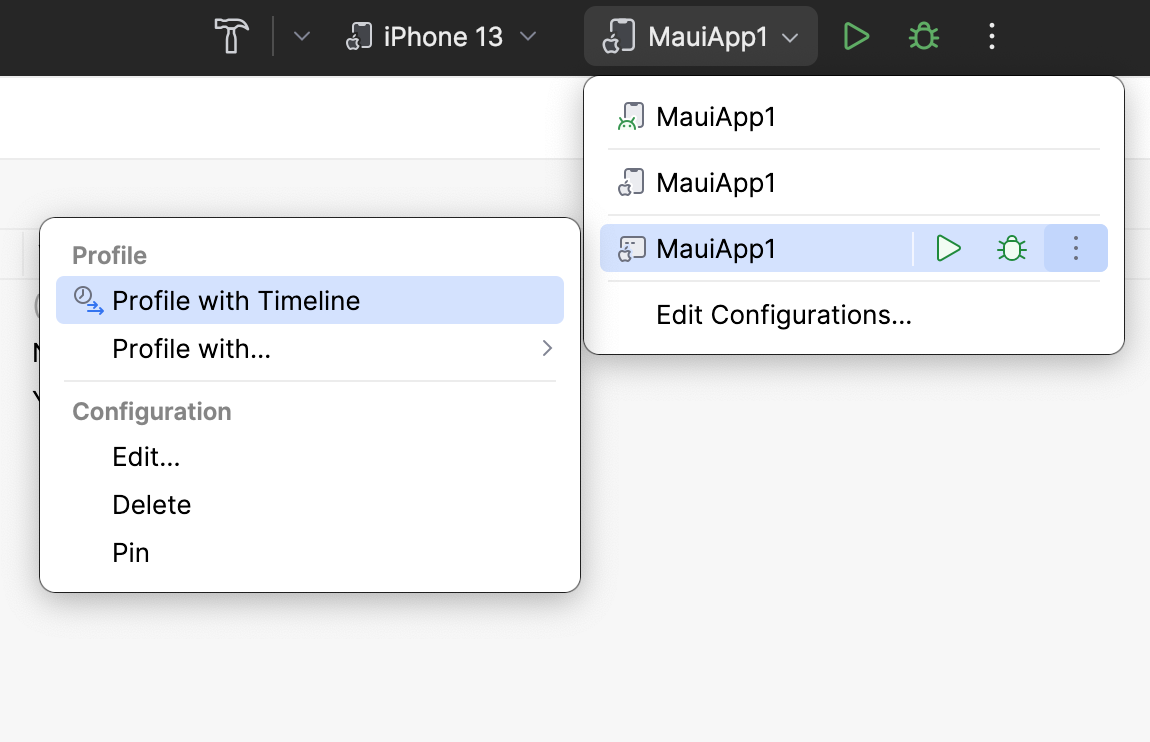 iPhone 13
MauiApp1
MauiApp1
MauiApp1
MauiApp1
Edit Configurations...
Profile
Profile with Timeline
Profile with...
Configuration
Edit...
Delete
Pin